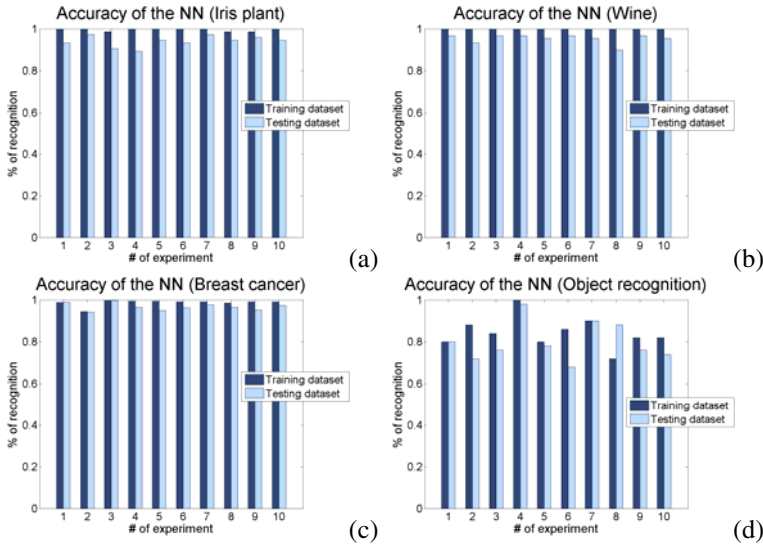 Accuracy of the NN (Iris plant)
1
0.8
0.6
0.4
0.2
0
% of recognition
Training dataset
Testing dataset
1 2 3 4 5 6 7 8 9 10
# of experiment
(a)
Accuracy of the NN (Wine)
1
0.8
0.6
0.4
0.2
0
% of recognition
Training dataset
Testing dataset
1 2 3 4 5 6 7 8 9 10
# of experiment
(b)
Accuracy of the NN (Breast cancer)
1
0.8
0.6
0.4
0.2
0
% of recognition
Training dataset
Testing dataset
1 2 3 4 5 6 7 8 9 10
# of experiment
(c)
Accuracy of the NN (Object recognition)
1
0.8
0.6
0.4
0.2
0
% of recognition
Training dataset
Testing dataset
1 2 3 4 5 6 7 8 9 10
# of experiment
(d)